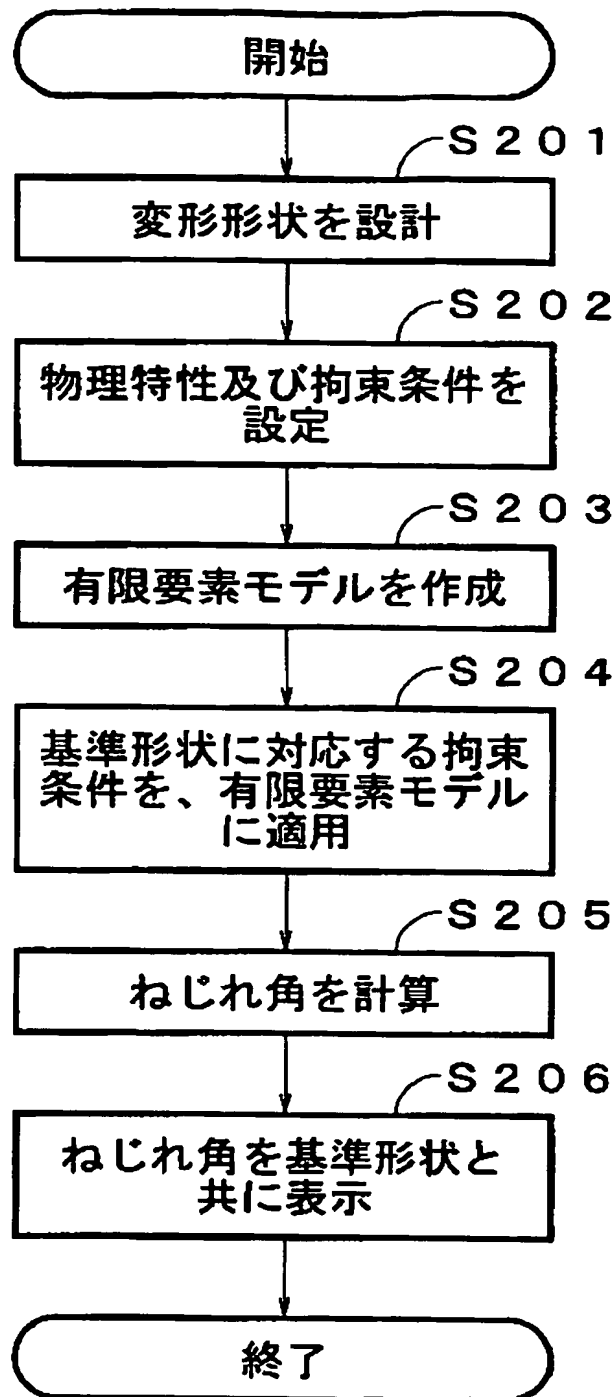 開始
S201
変形形状を設計
S202
物理特性及び拘束条件を
設定
S203
有限要素モデルを作成
S204
基準形状に対応する拘束
条件を、有限要素モデル
に適用
S205
ねじれ角を計算
S206
ねじれ角を基準形状と
共に表示
終了